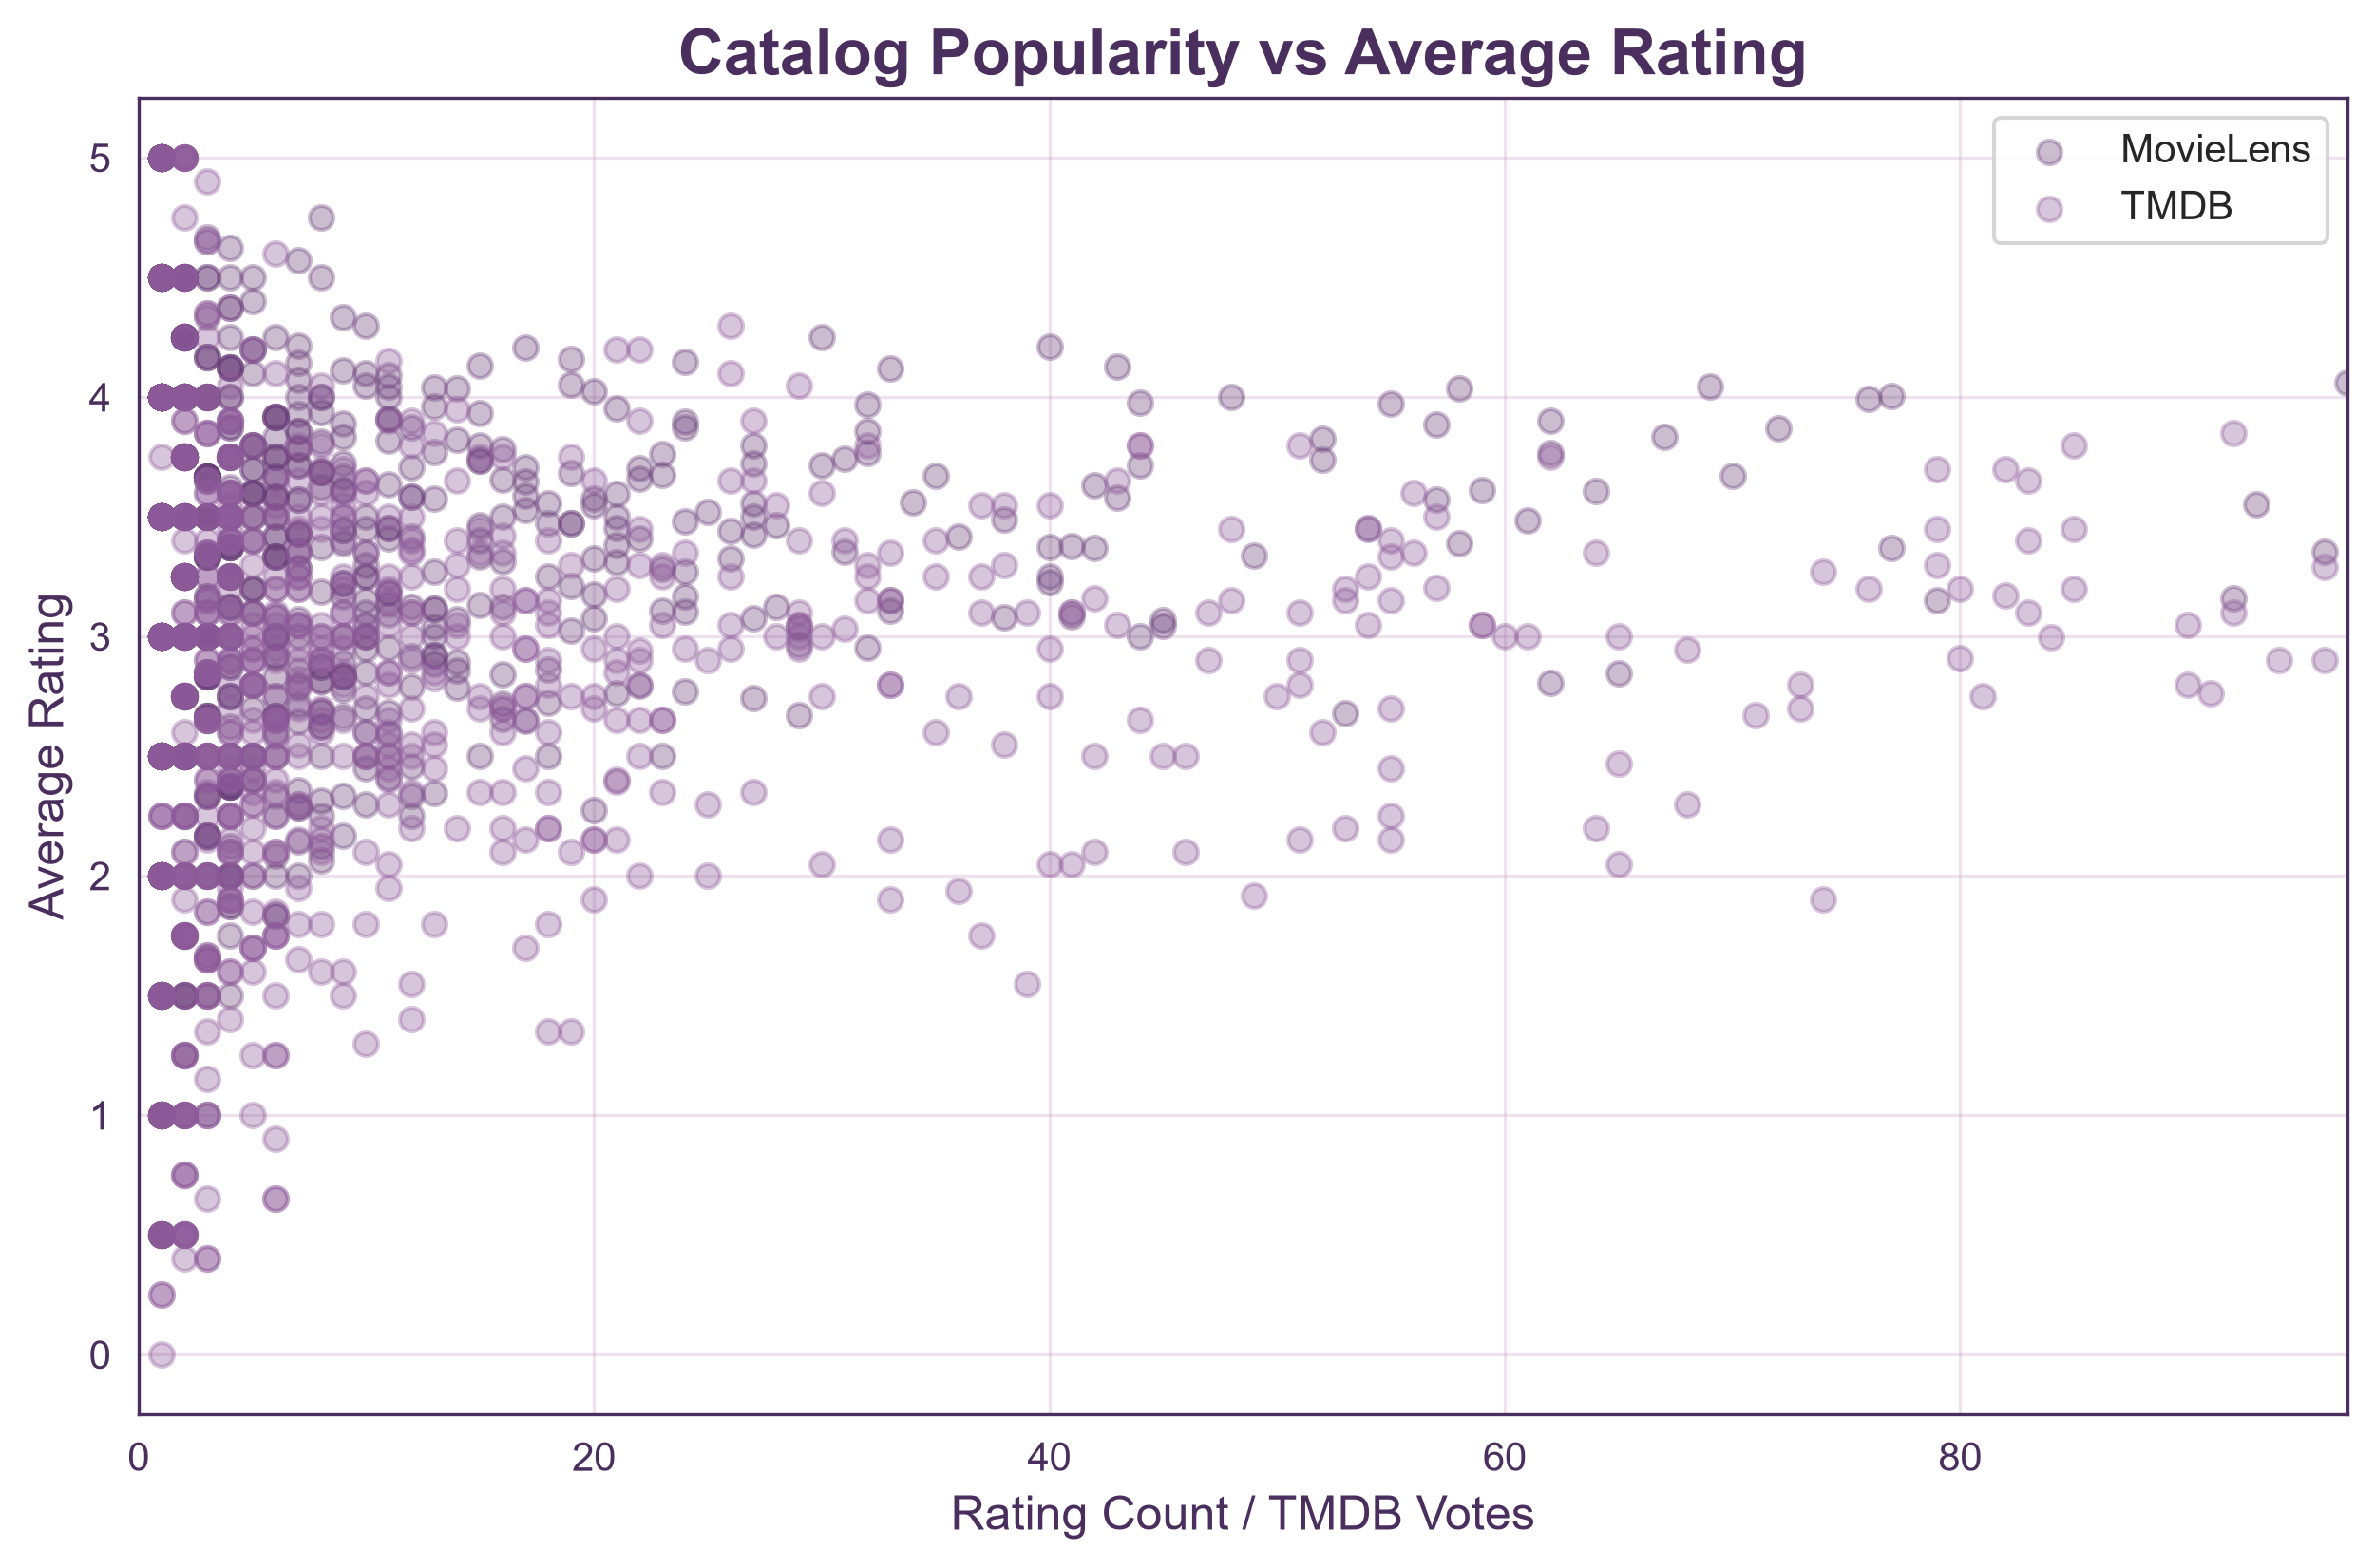 Catalog Popularity vs Average Rating
MovieLens
TMDB
Average Rating
5
4
3
2
1
0
0 20 40 60 80
Rating Count / TMDB Votes